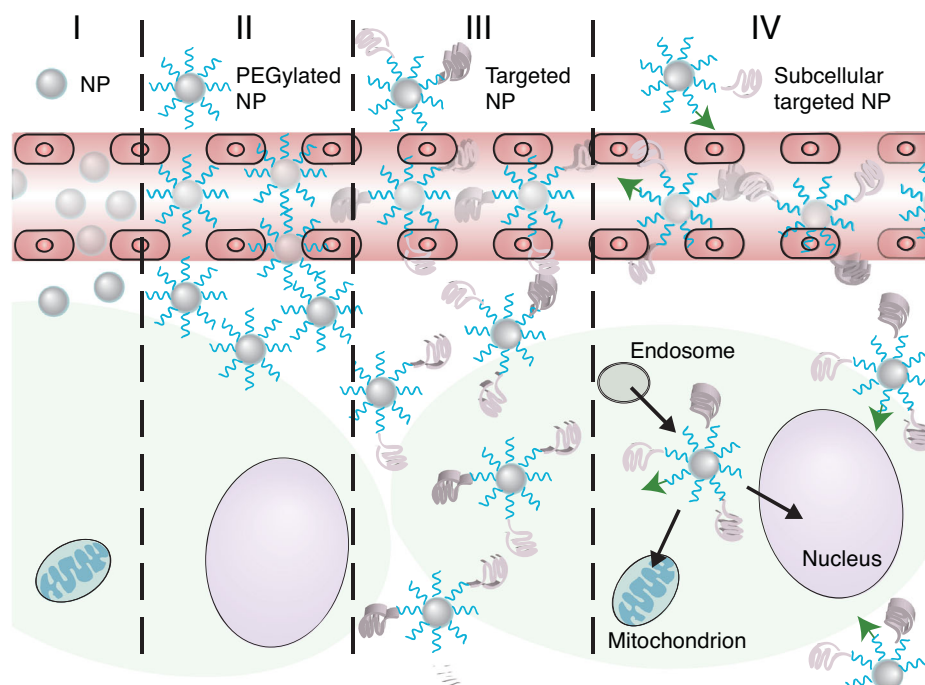 I
II
III
IV
NP
PEGylated
NP
Targeted
NP
Subcellular
targeted NP
Endosome
Nucleus
Mitochondrion